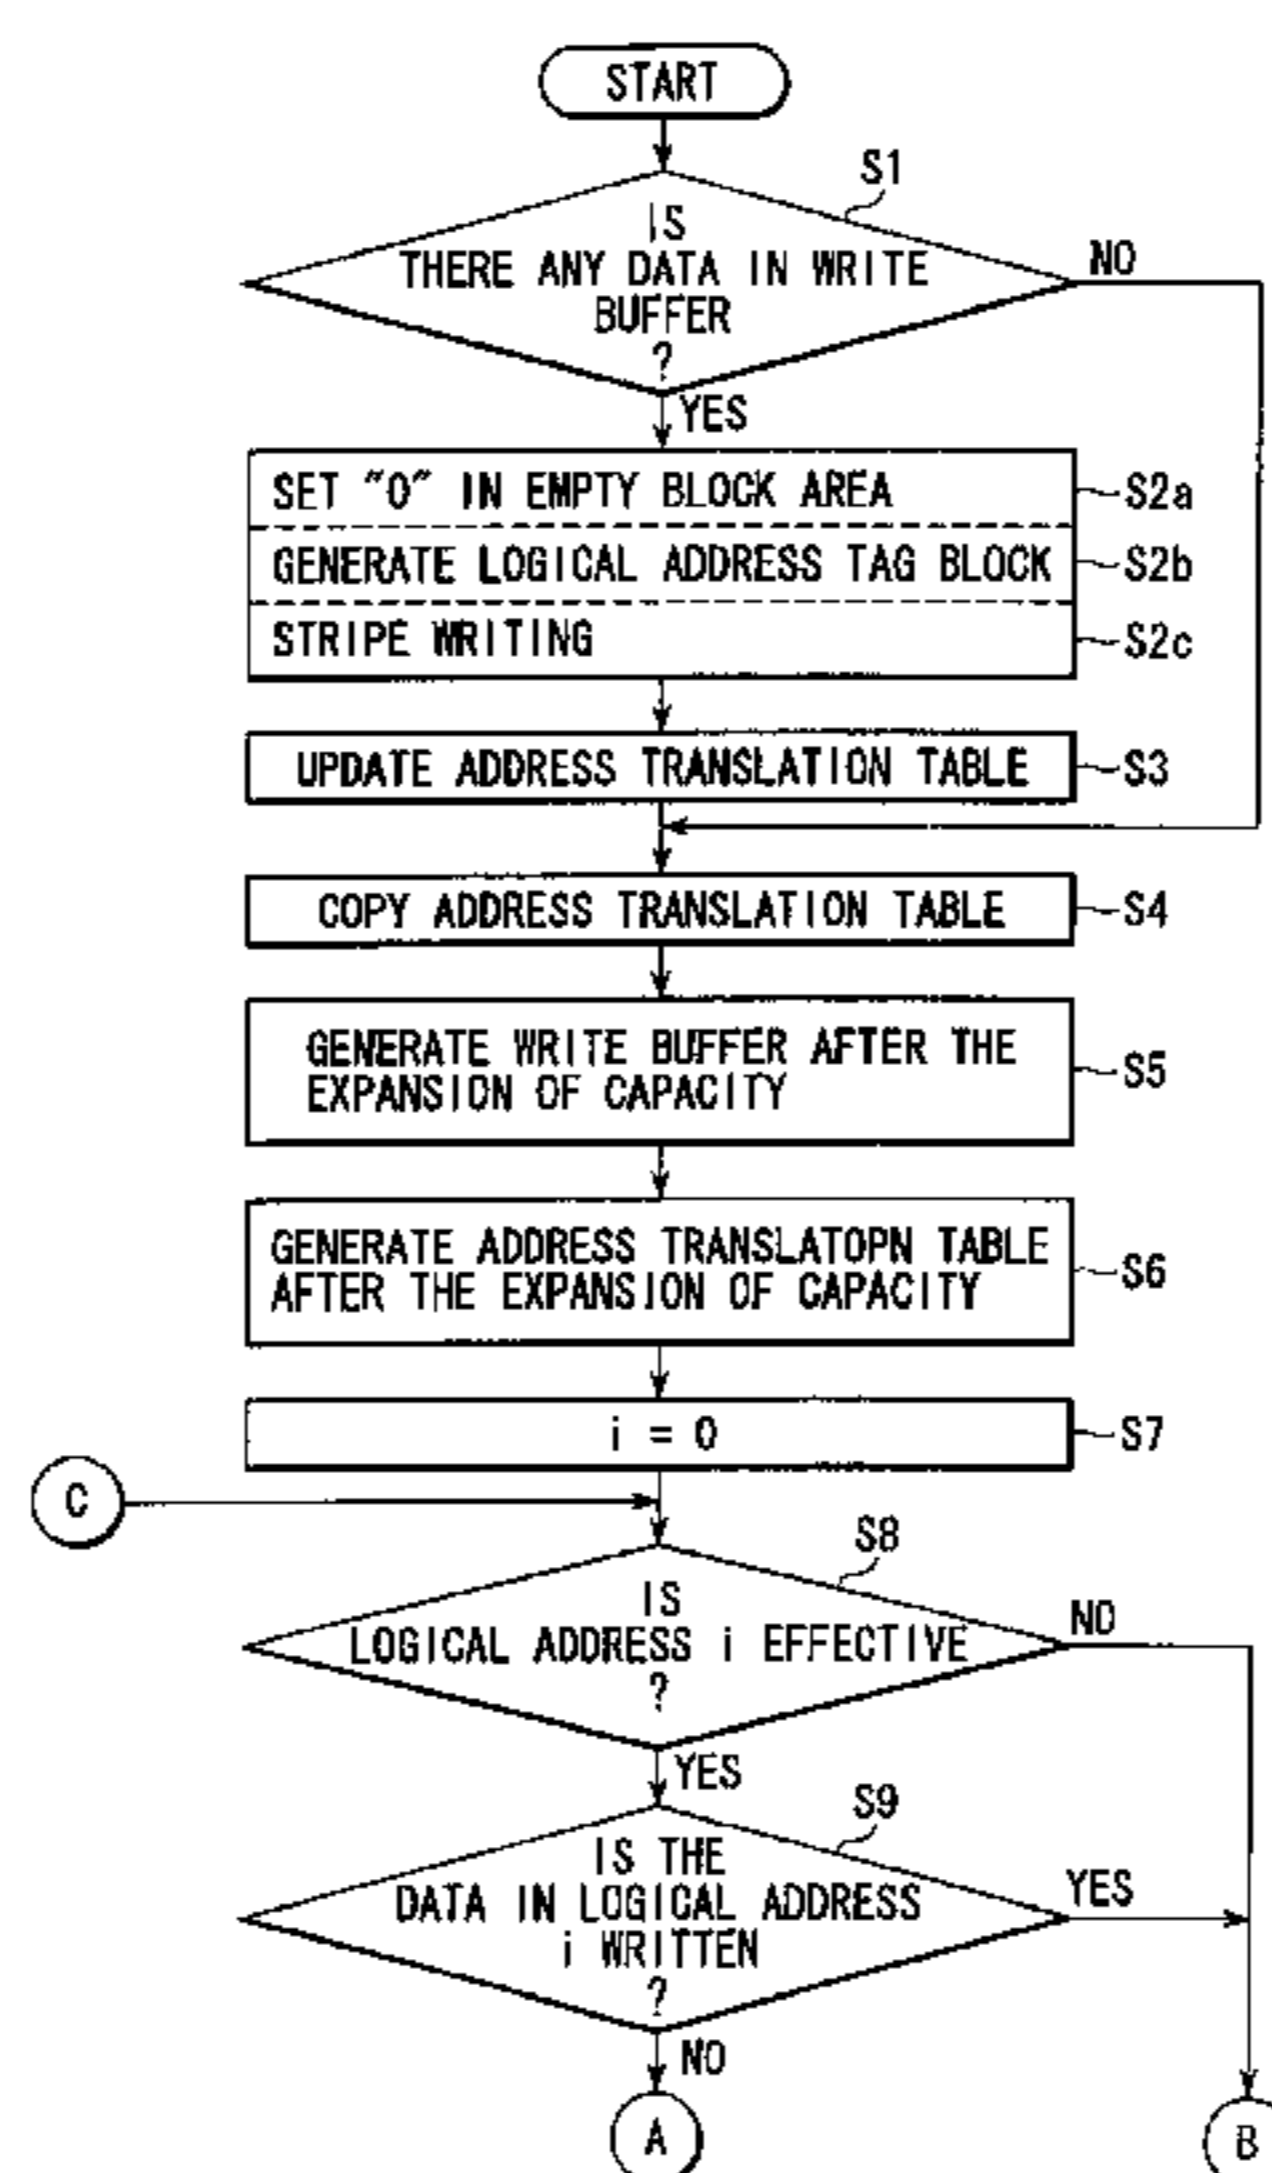 START
S1
IS
THERE ANY DATA IN WRITE
BUFFER
?
NO
YES
SET "0" IN EMPTY BLOCK AREA
S2a
GENERATE LOGICAL ADDRESS TAG BLOCK
S2b
STRIPE WRITING
S2c
UPDATE ADDRESS TRANSLATION TABLE
S3
COPY ADDRESS TRANSLATION TABLE
S4
GENERATE WRITE BUFFER AFTER THE
EXPANSION OF CAPACITY
S5
GENERATE ADDRESS TRANSLATOPN TABLE
AFTER THE EXPANSION OF CAPACITY
S6
i = 0
S7
C
S8
IS
LOGICAL ADDRESS i EFFECTIVE
?
NO
YES
S9
IS THE
DATA IN LOGICAL ADDRESS
i WRITTEN
?
YES
NO
A
B